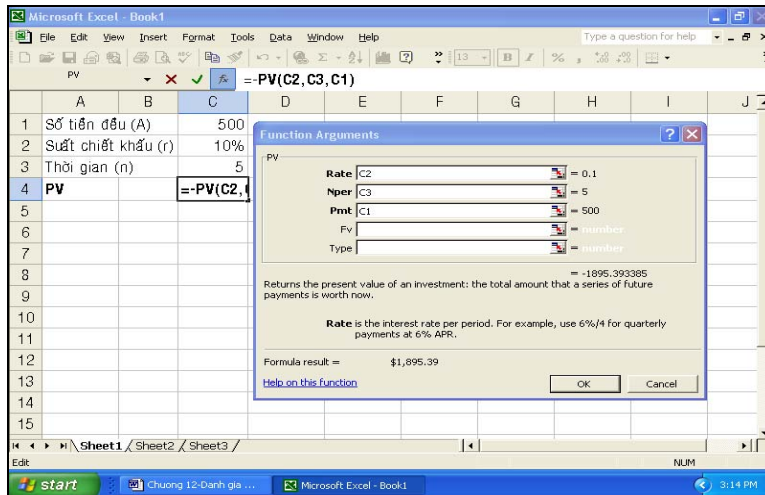 Microsoft Excel - Book1
File Edit View Insert Format Tools Data Window Help Type a question for help
13 B I % ,
PV =-PV(C2,C3,C1)
A B C D E F G H I J
1 Số tiền đều (A) 500
2 Suất chiết khấu (r) 10%
3 Thời gian (n) 5
4 PV =-PV(C2,
5
6
7
8
9
10
11
12
13
14
15
Function Arguments
PV
Rate C2 = 0.1
Nper C3 = 5
Pmt C1 = 500
Fv = number
Type = number
= -1895.393385
Returns the present value of an investment: the total amount that a series of future
payments is worth now.
Rate is the interest rate per period. For example, use 6%/4 for quarterly
payments at 6% APR.
Formula result = $1,895.39
Help on this function OK Cancel
Sheet1 Sheet2 Sheet3
Edit NUM
start Chuong 12-Danh gia ... Microsoft Excel - Book1 3:14 PM